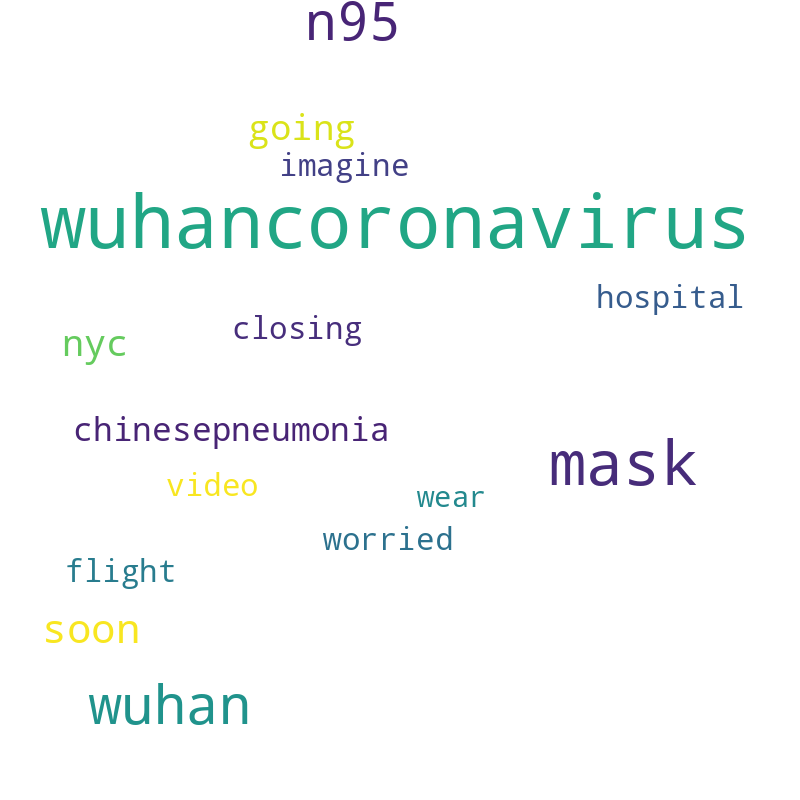 n95
going
imagine
wuhancoronavirus
hospital
closing
nyc
chinesepneumonia
mask
video
wear
worried
flight
soon
wuhan